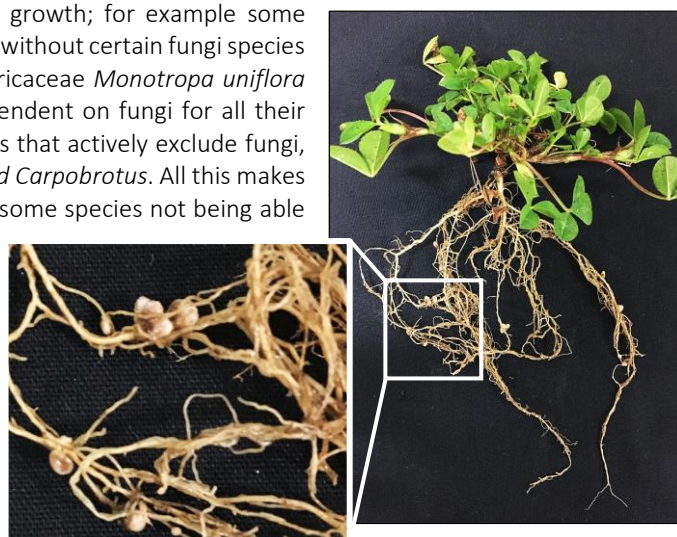 growth; for example some
without certain fungi species
ricaceae Monotropa uniflora
endent on fungi for all their
s that actively exclude fungi,
d Carpobrotus. All this makes
some species not being able